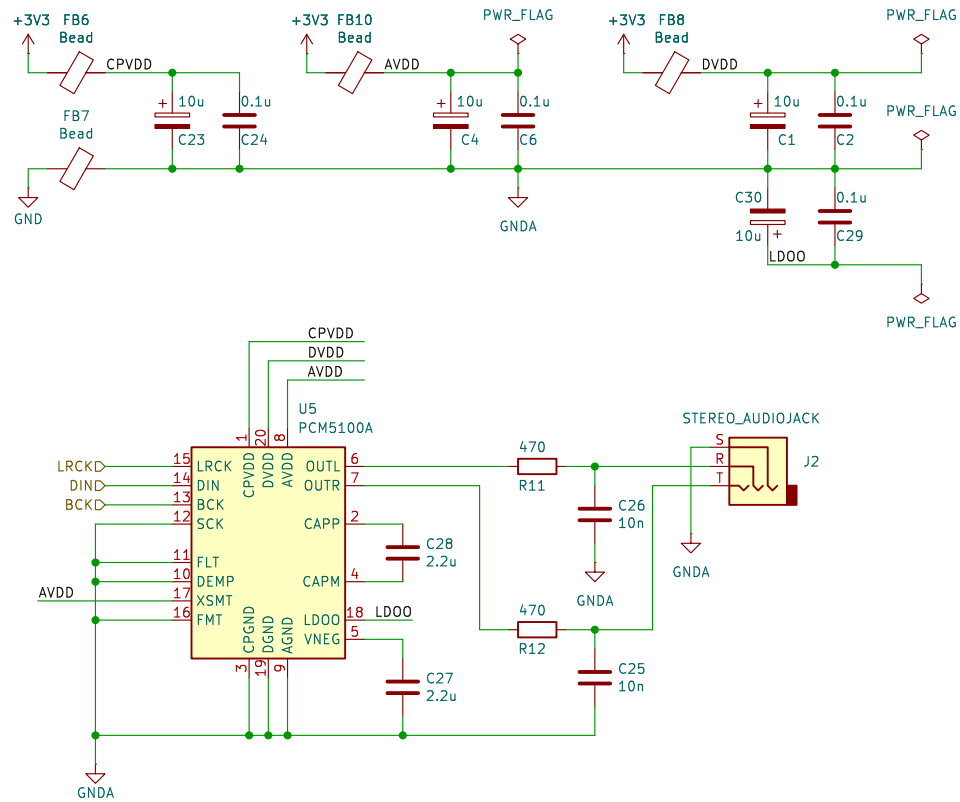 PWR_FLAG
PWR_FLAG
+3V3 FB6
Bead
+3V3 FB10
Bead
+3V3 FB8
Bead
CPVDD
AVDD
DVDD
+ 10u
0.1u
C23
C24
+ 10u
0.1u
C4
C6
+ 10u
0.1u
C1
C2
PWR_FLAG
FB7
Bead
GND
GNDA
C30
10u +
0.1u
C29
LDOO
PWR_FLAG
CPVDD
DVDD
AVDD
U5
PCM5100A
1
20
8
CPVDD
DVDD
AVDD
LRCK
15
LRCK
DIN
14
DIN
BCK
13
BCK
12
SCK
11
FLT
10
DEMP
AVDD
17
XSMT
16
FMT
OUTL
6
OUTR
7
CAPP
2
CAPM
4
LDOO
18
LDOO
VNEG
5
CPGND
DGND
AGND
3
19
9
C28
2.2u
C27
2.2u
470
R11
C26
10n
GNDA
470
R12
C25
10n
STEREO_AUDIOJACK
S
R
T
J2
GNDA
GNDA